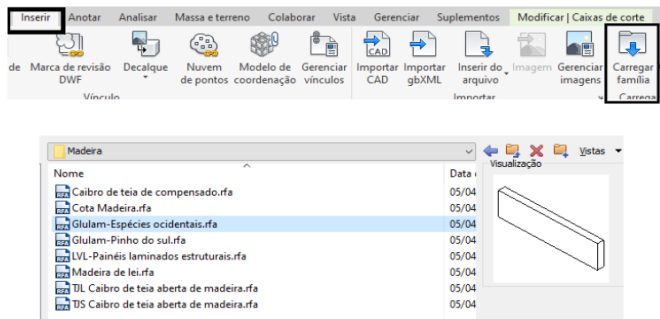 Inserir Anotar Analisar Massa e terreno Colaborar Vista Gerenciar Suplementos Modificar | Caixas de corte
de Marca de revisão Decalque Nuvem Modelo de Gerenciar Importar Importar Inserir do Imagem Gerenciar Carregar
DWF de pontos coordenação vínculos CAD gbXML arquivo imagens família
Vínculo Importar Carrega
Madeira Vistas
Visualização
Nome Data
Caibro de teia de compensado.rfa 05/04
Cota Madeira.rfa 05/04
Glulam-Espécies ocidentais.rfa 05/04
Glulam-Pinho do sul.rfa 05/04
LVL-Painéis laminados estruturais.rfa 05/04
Madeira de lei.rfa 05/04
TJL Caibro de teia aberta de madeira.rfa 05/04
TJS Caibro de teia aberta de madeira.rfa 05/04